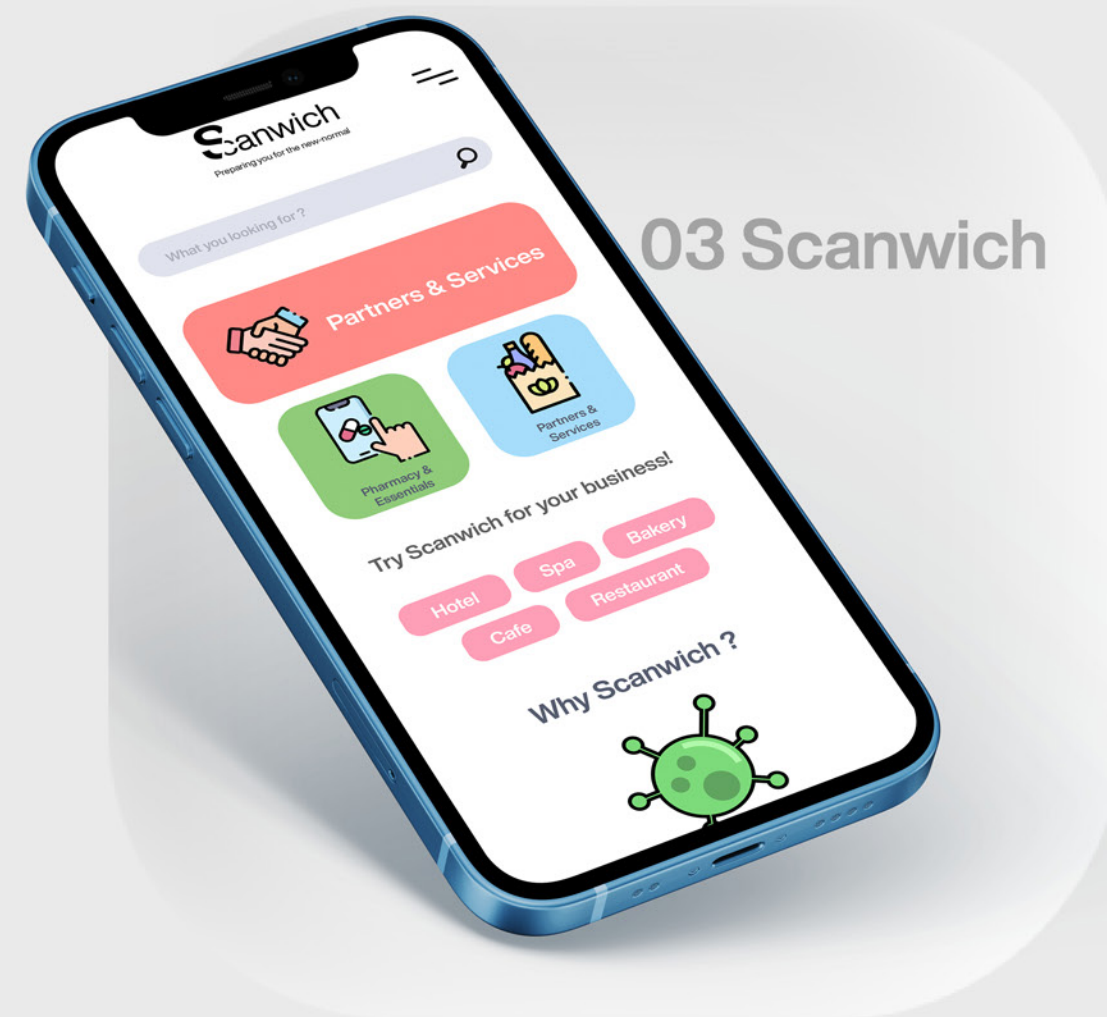 Scanwich
Preparing you for the new-normal
What you looking for ?
03 Scanwich
Partners & Services
Pharmacy &
Essentials
Partners &
Services
Try Scanwich for your business!
Hotel
Spa
Bakery
Cafe
Restaurant
Why Scanwich ?